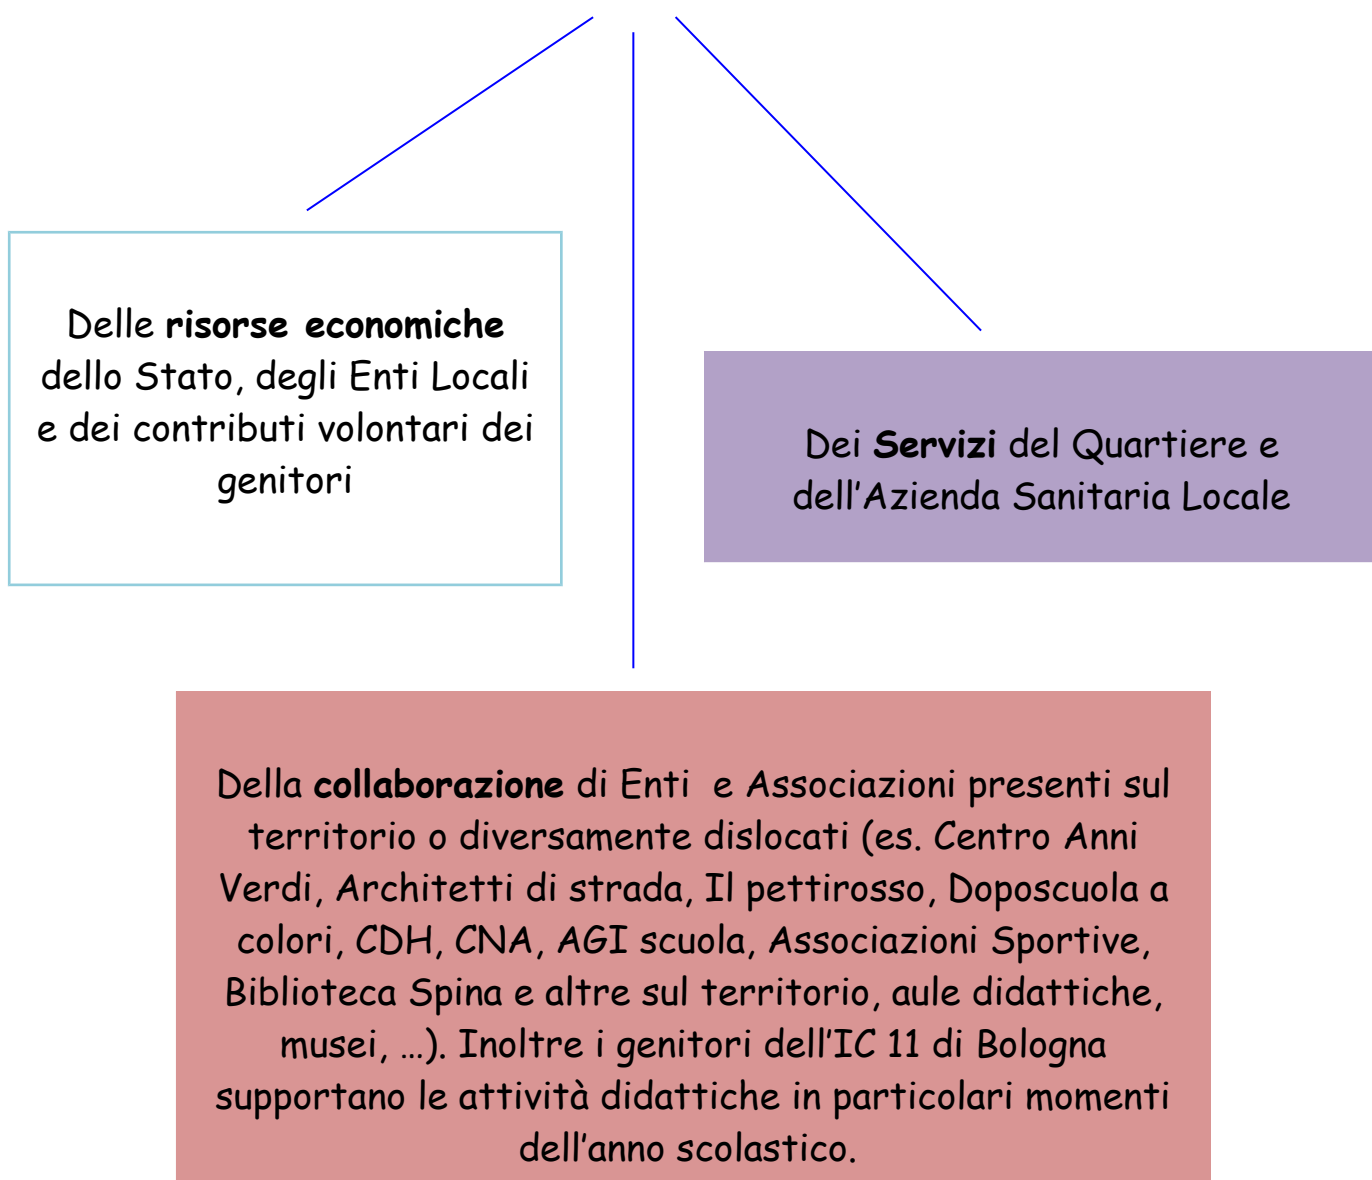 Delle risorse economiche
dello Stato, degli Enti Locali
e dei contributi volontari dei
genitori
Dei Servizi del Quartiere e
dell'Azienda Sanitaria Locale
Della collaborazione di Enti  e Associazioni presenti sul
territorio o diversamente dislocati (es. Centro Anni
Verdi, Architetti di strada, Il pettirosso, Doposcuola a
colori, CDH, CNA, AGI scuola, Associazioni Sportive,
Biblioteca Spina e altre sul territorio, aule didattiche,
musei, …). Inoltre i genitori dell'IC 11 di Bologna
supportano le attività didattiche in particolari momenti
dell'anno scolastico.